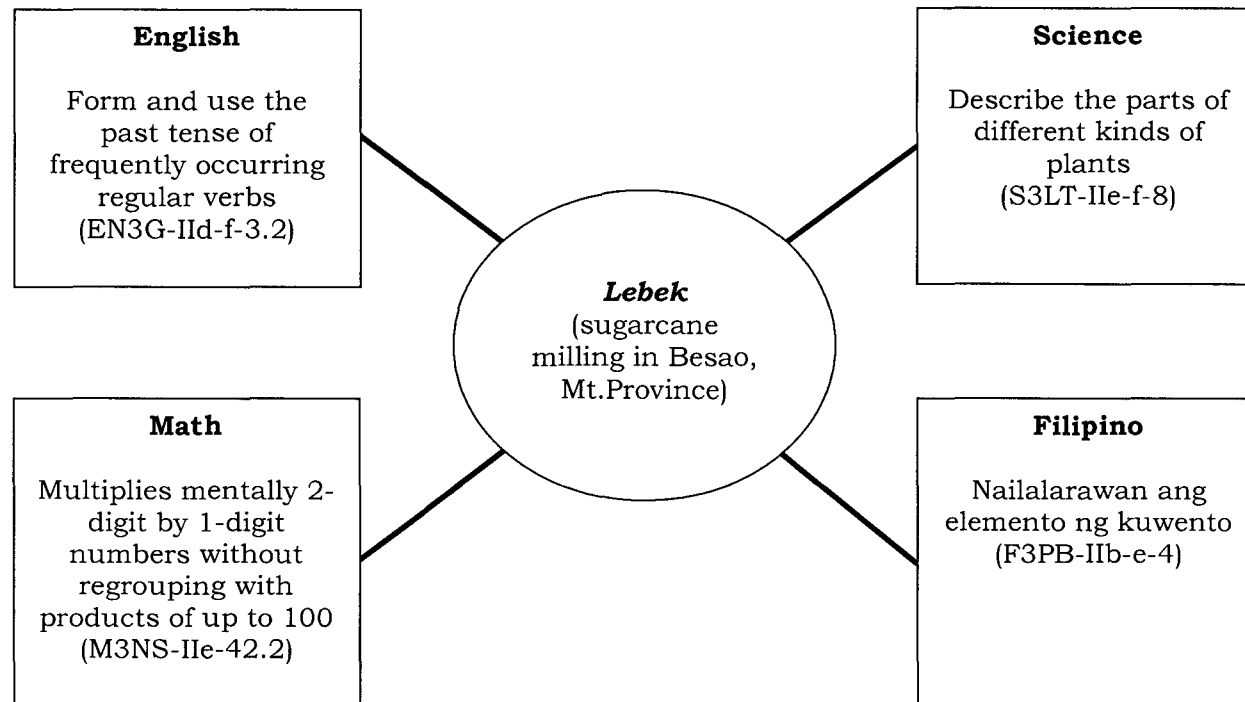 English
Form and use the
past tense of
frequently occurring
regular verbs
(EN3G-IId-f-3.2)
Science
Describe the parts of
different kinds of
plants
(S3LT-IIe-f-8)
Lebek
(sugarcane
milling in Besao,
Mt.Province)
Math
Multiplies mentally 2-
digit by 1-digit
numbers without
regrouping with
products of up to 100
(M3NS-IIe-42.2)
Filipino
Nailalarawan ang
elemento ng kuwento
(F3PB-IIb-e-4)